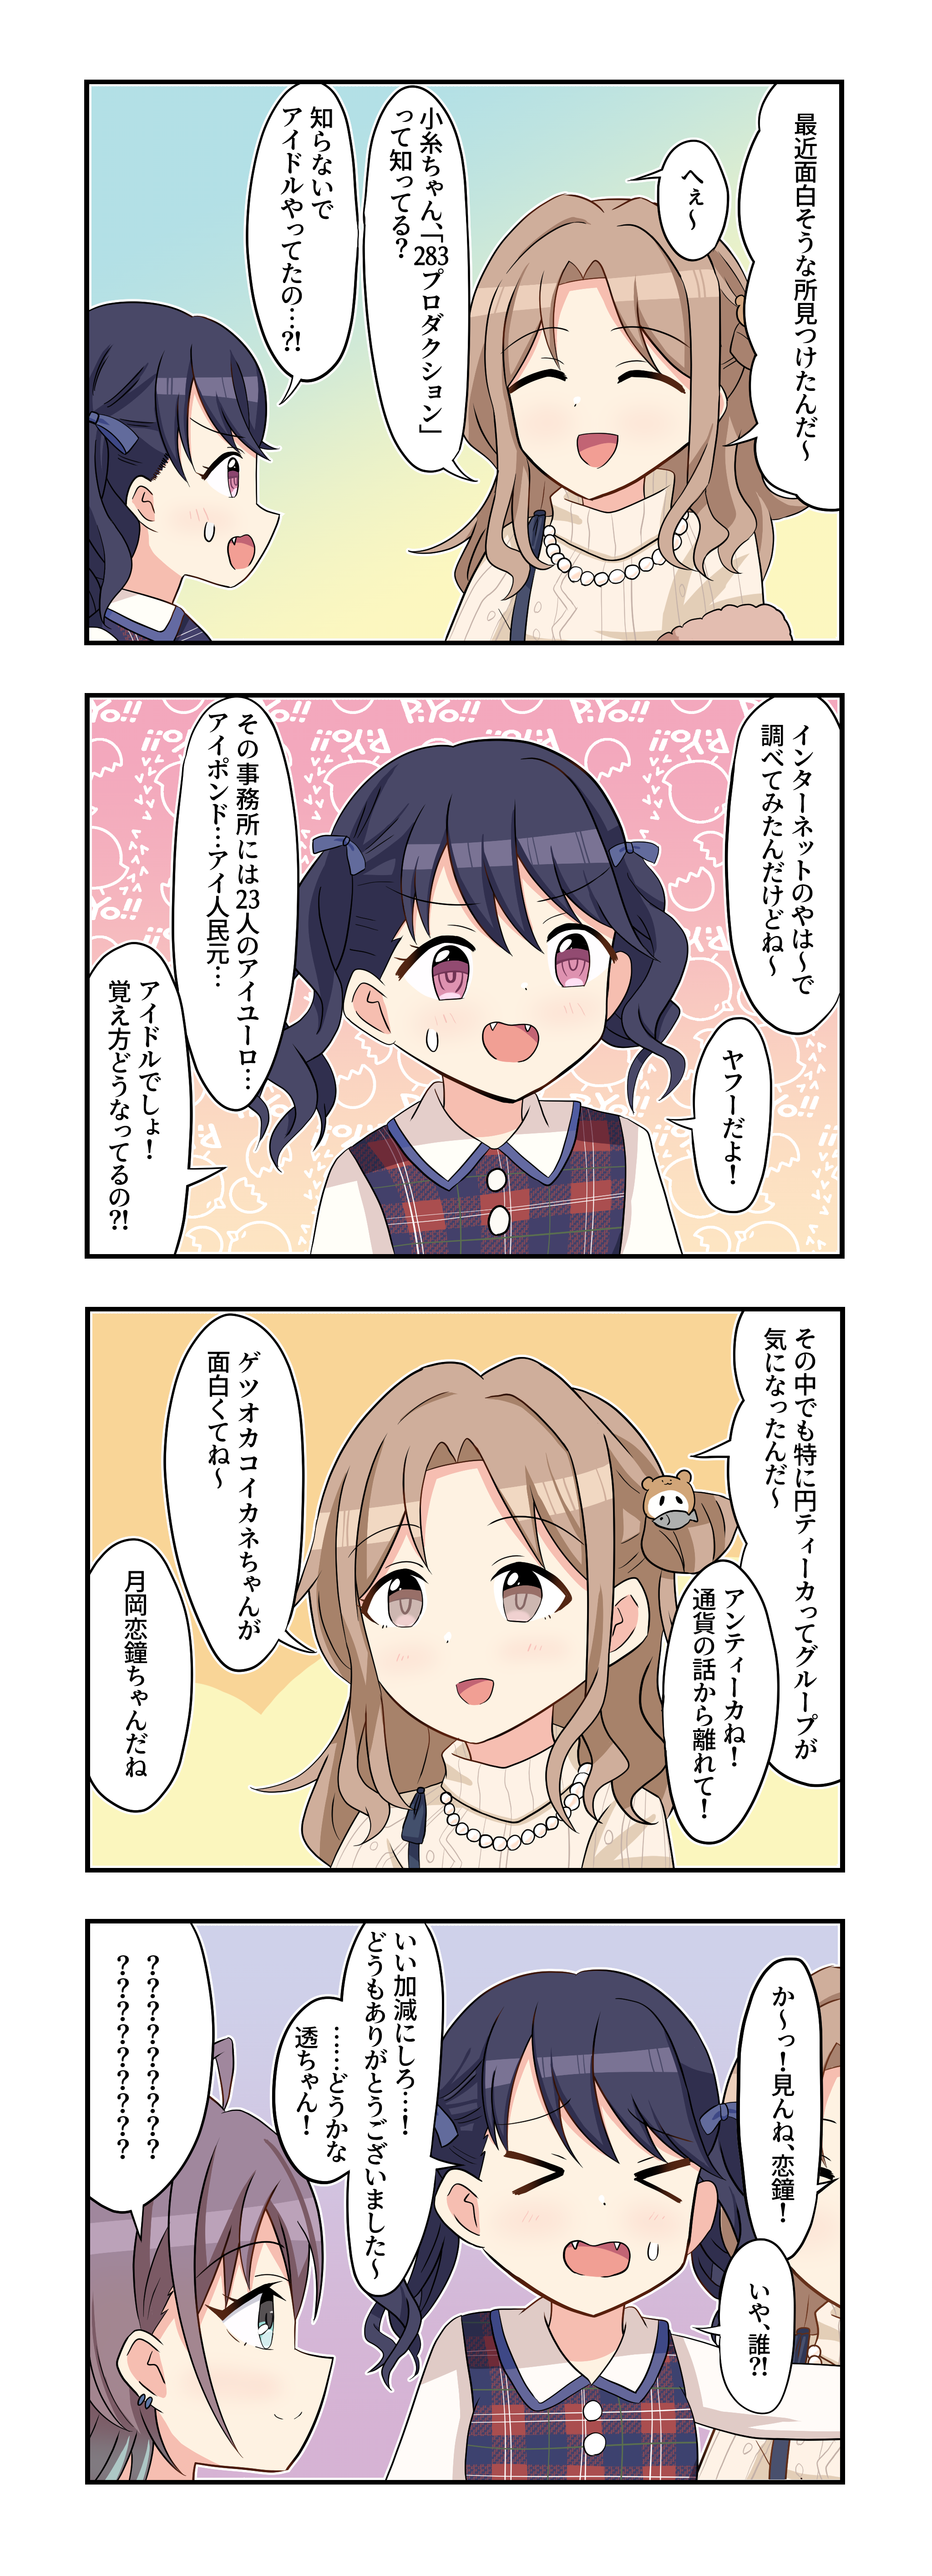 最近面白そうな所見つけたんだ～
へぇ～
小糸ちゃん、「283プロダクション」
って知ってる？
知らないで
アイドルやってたの…?!
インターネットのやは～で
調べてみたんだけどね～
ヤフーだよ！
その事務所には23人のアイユーロ…
アイポンド…アイ人民元…
アイドルでしょ！
覚え方どうなってるの?!
PiYo!!
PiYo!!
PiYo!!
その中でも特に円ティーカってグループが
気になったんだ～
アンティーカね！
通貨の話から離れて！
ゲツオカコイカネちゃんが
面白くてね～
月岡恋鐘ちゃんだね
か～っ！見んね、恋鐘！
いや、誰?!
いい加減にしろ…！
どうもありがとうございました～
……どうかな
透ちゃん！
？？？？？？？？？
？？？？？？？？？